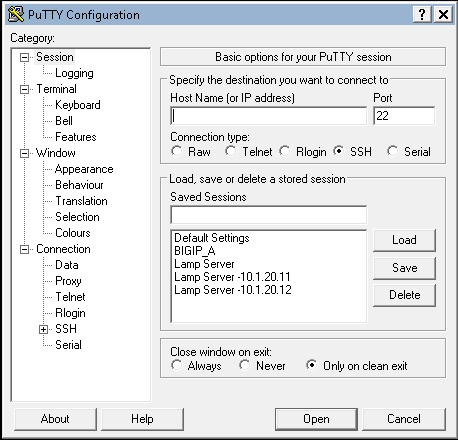 PuTTY Configuration
Category:
Session
Logging
Terminal
Keyboard
Bell
Features
Window
Appearance
Behaviour
Translation
Selection
Colours
Connection
Data
Proxy
Telnet
Rlogin
SSH
Serial
Basic options for your PuTTY session
Specify the destination you want to connect to
Host Name (or IP address) Port
22
Connection type:
Raw Telnet Rlogin SSH Serial
Load, save or delete a stored session
Saved Sessions
Default Settings
BIGIP_A
Lamp Server
Lamp Server -10.1.20.11
Lamp Server -10.1.20.12
Load
Save
Delete
Close window on exit:
Always Never Only on clean exit
About Help Open Cancel